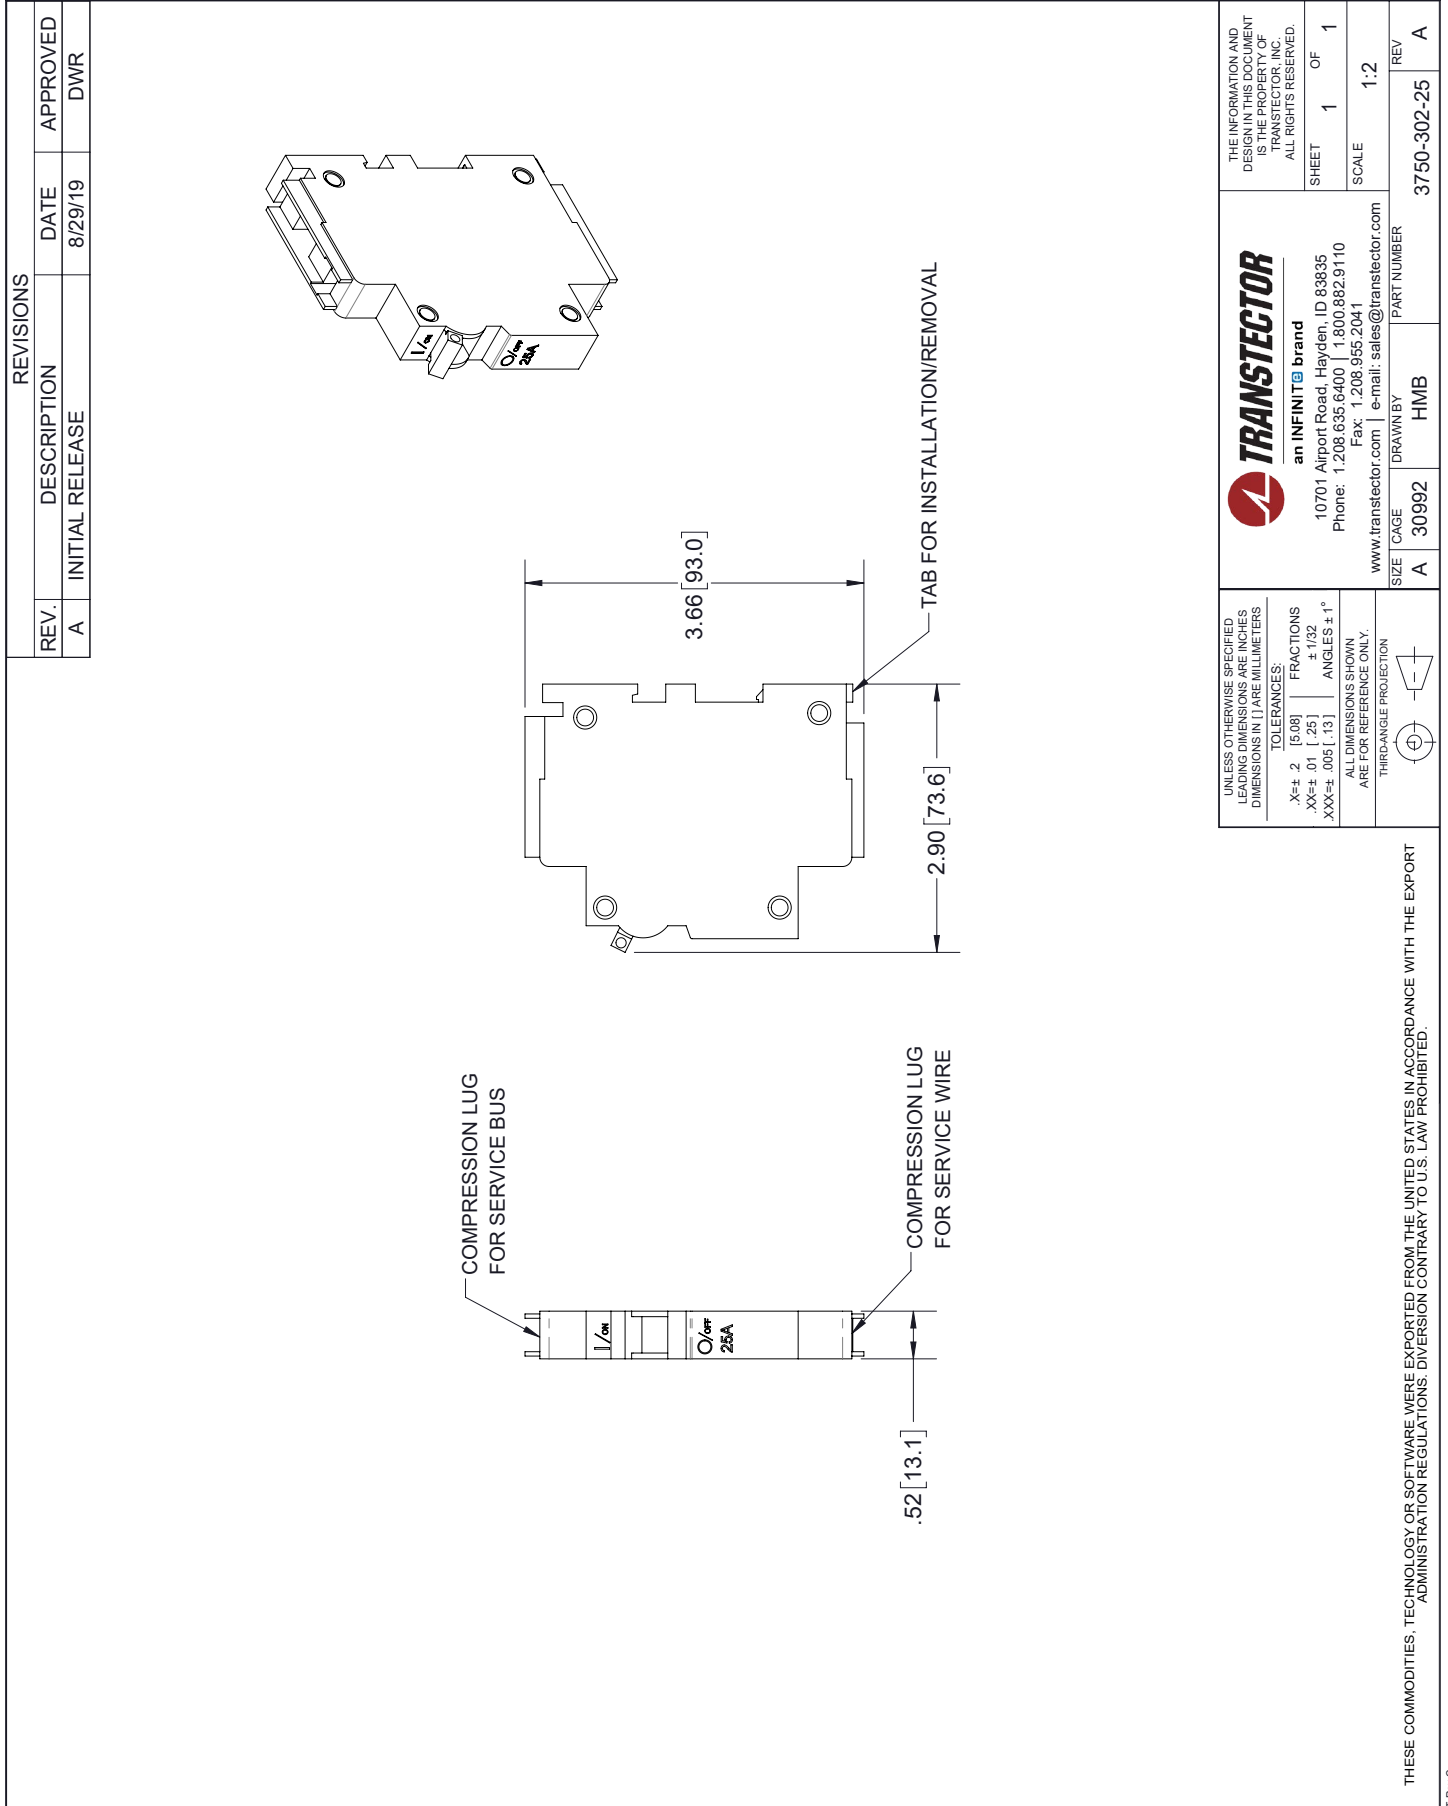 REVISIONS
REV. DESCRIPTION DATE APPROVED
A INITIAL RELEASE 8/29/19 DWR
I/ON
O/OFF
25A
COMPRESSION LUG
FOR SERVICE BUS
I/ON
O/OFF
25A
COMPRESSION LUG
FOR SERVICE WIRE
.52 [13.1]
3.66 [93.0]
2.90 [73.6]
TAB FOR INSTALLATION/REMOVAL
UNLESS OTHERWISE SPECIFIED
LEADING DIMENSIONS ARE INCHES
DIMENSIONS IN [ ] ARE MILLIMETERS
TOLERANCES:
.X=± .2 [5.08] FRACTIONS
.XX=± .01 [ .25] ± 1/32
.XXX=± .005 [ .13] ANGLES ± 1°
ALL DIMENSIONS SHOWN
ARE FOR REFERENCE ONLY.
THIRD-ANGLE PROJECTION
TRANSTECTOR
an INFINITe brand
10701 Airport Road, Hayden, ID 83835
Phone: 1.208.635.6400 | 1.800.882.9110
Fax: 1.208.955.2041
www.transtector.com | e-mail: sales@transtector.com
THE INFORMATION AND
DESIGN IN THIS DOCUMENT
IS THE PROPERTY OF
TRANSTECTOR, INC.
ALL RIGHTS RESERVED.
SHEET 1 OF 1
SCALE 1:2
SIZE A
CAGE 30992
DRAWN BY HMB
PART NUMBER 3750-302-25
REV A
THESE COMMODITIES, TECHNOLOGY OR SOFTWARE WERE EXPORTED FROM THE UNITED STATES IN ACCORDANCE WITH THE EXPORT
ADMINISTRATION REGULATIONS. DIVERSION CONTRARY TO U.S. LAW PROHIBITED.